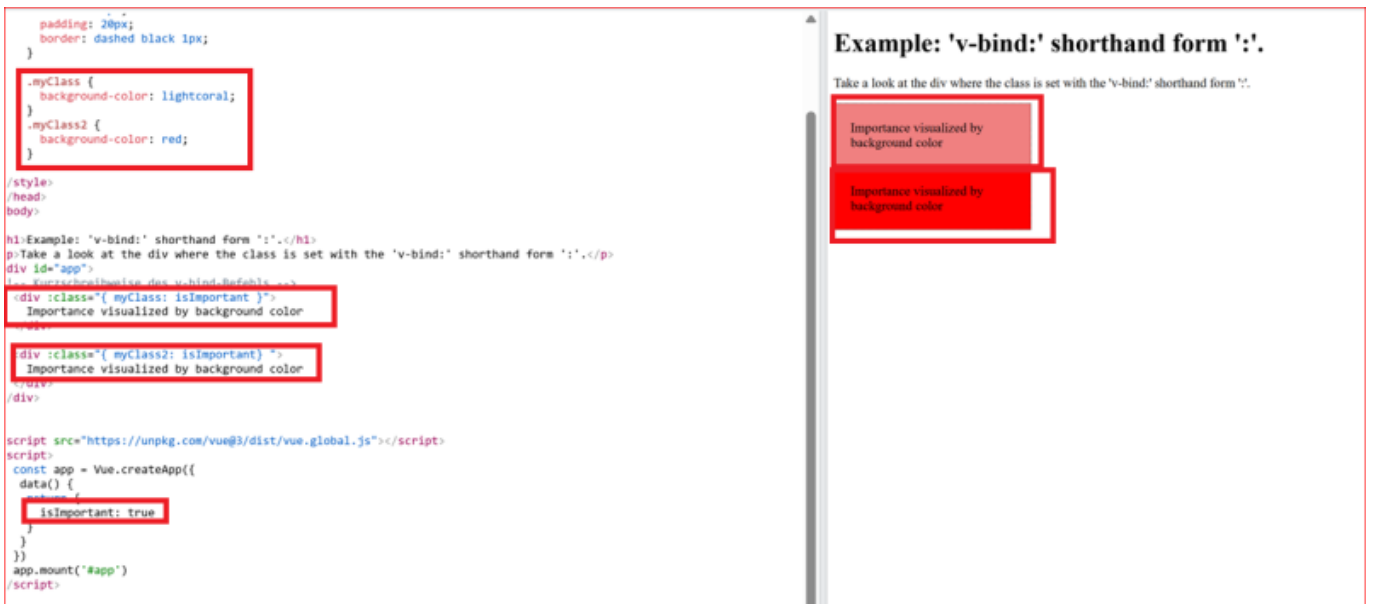 padding: 20px;
border: dashed black 1px;
}
.myClass {
background-color: lightcoral;
}
.myClass2 {
background-color: red;
}
/style>
/head>
body>
h1>Example: 'v-bind:' shorthand form ':'.</h1>
p>Take a look at the div where the class is set with the 'v-bind:' shorthand form ':'.</p>
div id="app">
!-- Kurzschreibweise des v-bind-Befehls -->
<div :class="{ myClass: isImportant }">
Importance visualized by background color
</div>
div :class="{ myClass2: isImportant} ">
Importance visualized by background color
</div>
/div>
script src="https://unpkg.com/vue@3/dist/vue.global.js"></script>
script>
const app = Vue.createApp({
data() {
return {
isImportant: true
}
}
})
app.mount('#app')
/script>
Example: 'v-bind:' shorthand form ':'.
Take a look at the div where the class is set with the 'v-bind:' shorthand form ':'.
Importance visualized by
background color
Importance visualized by
background color